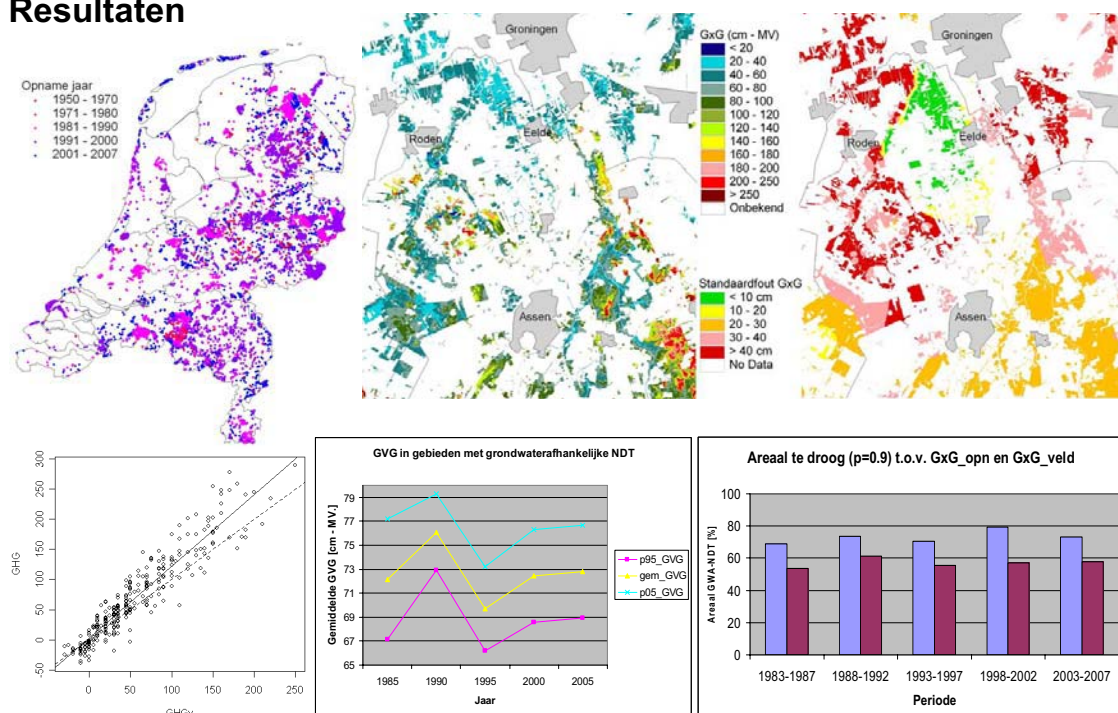 Resultaten
Opname jaar
1950 - 1970
1971 - 1980
1981 - 1990
1991 - 2000
2001 - 2007
Groningen
Roden
Eelde
Assen
GxG (cm - MV)
< 20
20 - 40
40 - 60
60 - 80
80 - 100
100 - 120
120 - 140
140 - 160
160 - 180
180 - 200
200 - 250
> 250
Onbekend
Standaardfout GxG
< 10 cm
10 - 20
20 - 30
30 - 40
> 40 cm
No Data
Groningen
Roden
Eelde
Assen
GHG
300
250
200
150
100
50
0
-50
0
50
100
150
200
250
GHGv
GVG in gebieden met grondwaterafhankelijke NDT
Gemiddelde GVG [cm - MV.]
79
77
75
73
71
69
67
65
1985
1990
1995
2000
2005
Jaar
p95_GVG
gem_GVG
p05_GVG
Areaal te droog (p=0.9) t.o.v. GxG_opn en GxG_veld
Areaal GWA-NDT [%]
100
80
60
40
20
0
1983-1987
1988-1992
1993-1997
1998-2002
2003-2007
Periode